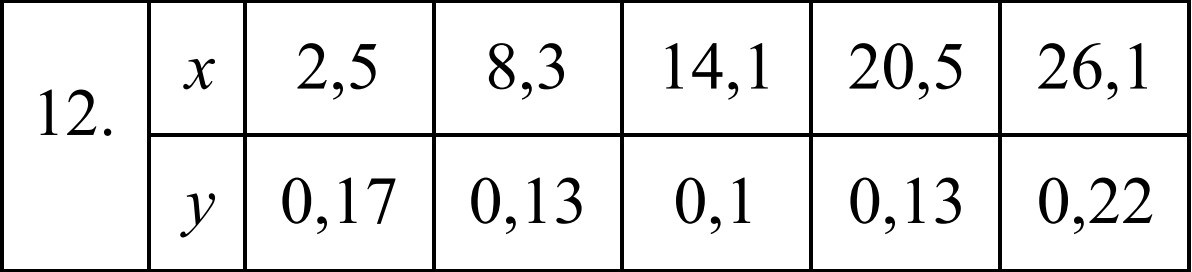 12. x 2,5 8,3 14,1 20,5 26,1
y 0,17 0,13 0,1 0,13 0,22